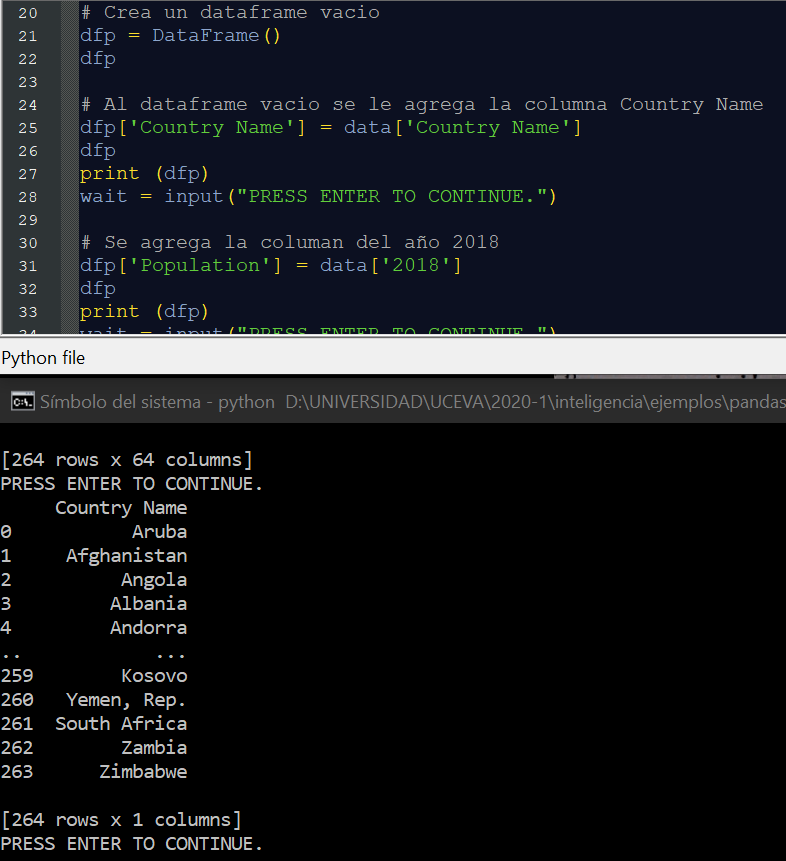 20 # Crea un dataframe vacio
21 dfp = DataFrame()
22 dfp
23
24 # Al dataframe vacio se le agrega la columna Country Name
25 dfp['Country Name'] = data['Country Name']
26 dfp
27 print (dfp)
28 wait = input("PRESS ENTER TO CONTINUE.")
29
30 # Se agrega la columan del año 2018
31 dfp['Population'] = data['2018']
32 dfp
33 print (dfp)
34 wait = input("PRESS ENTER TO CONTINUE.")
Python file
C:\. Símbolo del sistema - python D:\UNIVERSIDAD\UCEVA\2020-1\inteligencia\ejemplos\pandas
[264 rows x 64 columns]
PRESS ENTER TO CONTINUE.
Country Name
0 Aruba
1 Afghanistan
2 Angola
3 Albania
4 Andorra
.. ...
259 Kosovo
260 Yemen, Rep.
261 South Africa
262 Zambia
263 Zimbabwe
[264 rows x 1 columns]
PRESS ENTER TO CONTINUE.